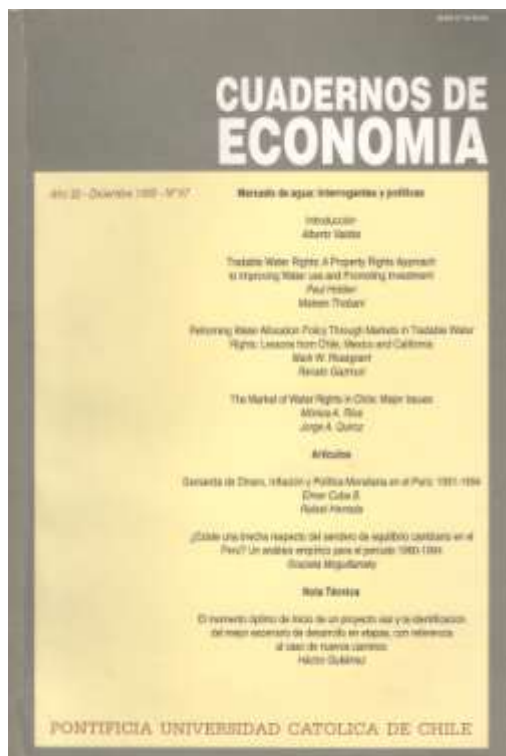 CUADERNOS DE
ECONOMIA
Año 32 - Diciembre 1995 - N° 97
Mercado de agua: Interrogantes y políticas
Introducción
Alberto Valdés
Tradable Water Rights: A Property Rights Approach
to Improving Water use and Promoting Investment
Paul Holden
Mateen Thobani
Reforming Water Allocation Policy Through Markets in Tradable Water
Rights: Lessons from Chile, Mexico and California
Mark W. Rosegrant
Renato Gazmuri
The Market of Water Rights in Chile: Major Issues
Mónica A. Ríos
Jorge A. Quiroz
Artículos
Demanda de Dinero, Inflación y Política Monetaria en el Perú: 1991-1994
Elmer Cuba B.
Rafael Herrada
¿Existe una brecha respecto del sendero de equilibrio cambiario en el
Perú? Un análisis empírico para el período 1980-1994
Graciela Moguillansky
Nota Técnica
El momento óptimo de inicio de un proyecto vial y la identificación
del mejor escenario de desarrollo en etapas, con referencia
al caso de nuevos caminos
Héctor Gutiérrez
PONTIFICIA UNIVERSIDAD CATOLICA DE CHILE